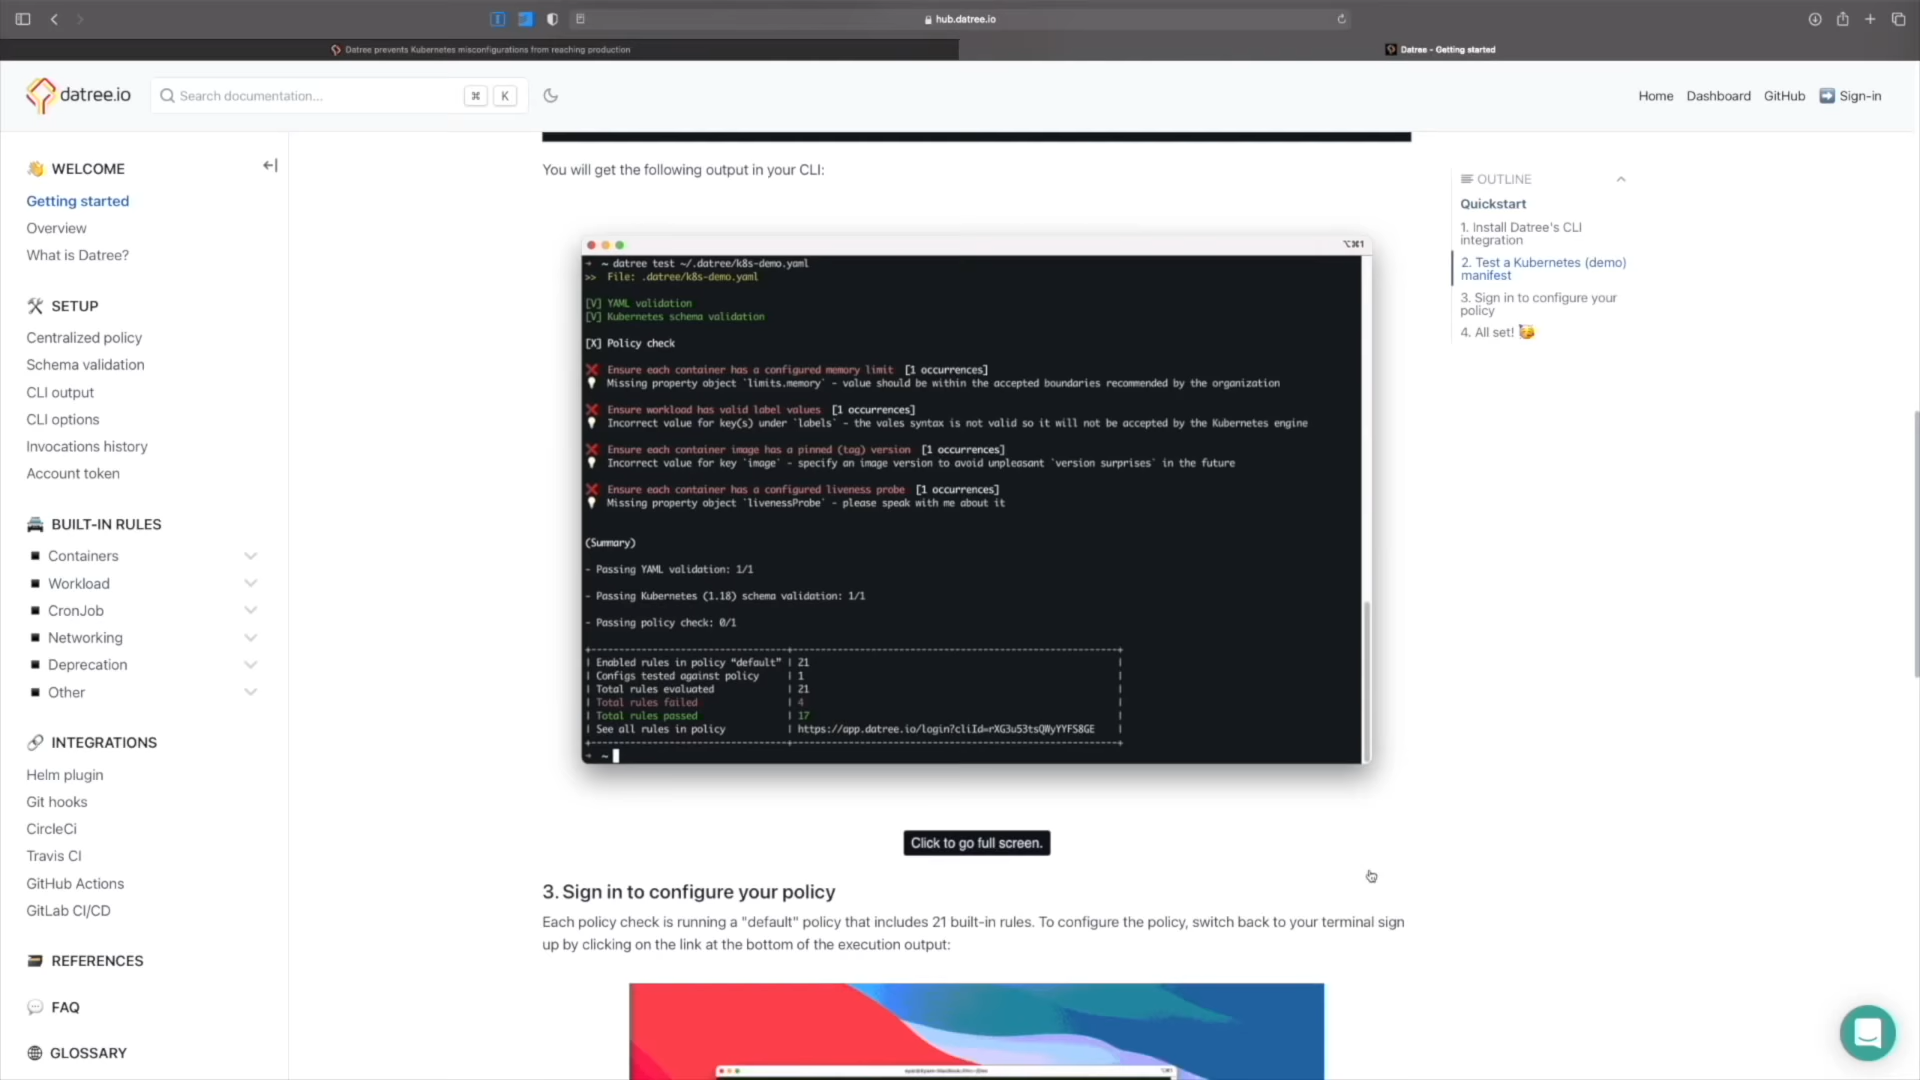 hub.datree.io
Datree prevents Kubernetes misconfigurations from reaching production
Datree - Getting started
datree.io
Search documentation...
⌘ K
Home
Dashboard
GitHub
Sign-in
WELCOME
Getting started
Overview
What is Datree?
SETUP
Centralized policy
Schema validation
CLI output
CLI options
Invocations history
Account token
BUILT-IN RULES
Containers
Workload
CronJob
Networking
Deprecation
Other
INTEGRATIONS
Helm plugin
Git hooks
CircleCi
Travis CI
GitHub Actions
GitLab CI/CD
REFERENCES
FAQ
GLOSSARY
You will get the following output in your CLI:
⌥⌘1
~ datree test ~/.datree/k8s-demo.yaml
>> File: .datree/k8s-demo.yaml
[V] YAML validation
[V] Kubernetes schema validation
[X] Policy check
❌ Ensure each container has a configured memory limit [1 occurrences]
💡 Missing property object `limits.memory` - value should be within the accepted boundaries recommended by the organization
❌ Ensure workload has valid label values [1 occurrences]
💡 Incorrect value for key(s) under `labels` - the vales syntax is not valid so it will not be accepted by the Kubernetes engine
❌ Ensure each container image has a pinned (tag) version [1 occurrences]
💡 Incorrect value for key `image` - specify an image version to avoid unpleasant `version surprises` in the future
❌ Ensure each container has a configured liveness probe [1 occurrences]
💡 Missing property object `livenessProbe` - please speak with me about it
(Summary)
- Passing YAML validation: 1/1
- Passing Kubernetes (1.18) schema validation: 1/1
- Passing policy check: 0/1
| Enabled rules in policy “default” | 21 |
| Configs tested against policy | 1 |
| Total rules evaluated | 21 |
| Total rules failed | 4 |
| Total rules passed | 17 |
| See all rules in policy | https://app.datree.io/login?cliId=rXG3u53tsQWyYYFS8GE |
~
Click to go full screen.
3. Sign in to configure your policy
Each policy check is running a "default" policy that includes 21 built-in rules. To configure the policy, switch back to your terminal sign
up by clicking on the link at the bottom of the execution output:
OUTLINE
Quickstart
1. Install Datree's CLI
integration
2. Test a Kubernetes (demo)
manifest
3. Sign in to configure your
policy
4. All set! 🥳